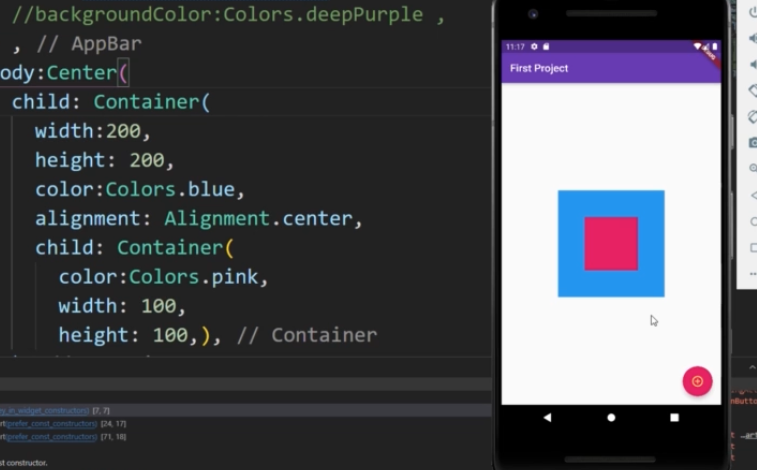 //backgroundColor:Colors.deepPurple ,
, // AppBar
ody:Center(
child: Container(
width:200,
height: 200,
color:Colors.blue,
alignment: Alignment.center,
child: Container(
color:Colors.pink,
width: 100,
height: 100,), // Container
y_in_widget_constructors) [7, 7]
rt(prefer_const_constructors) [24, 17]
rt(prefer_const_constructors) [71, 18]
st constructor.
11:17
First Project